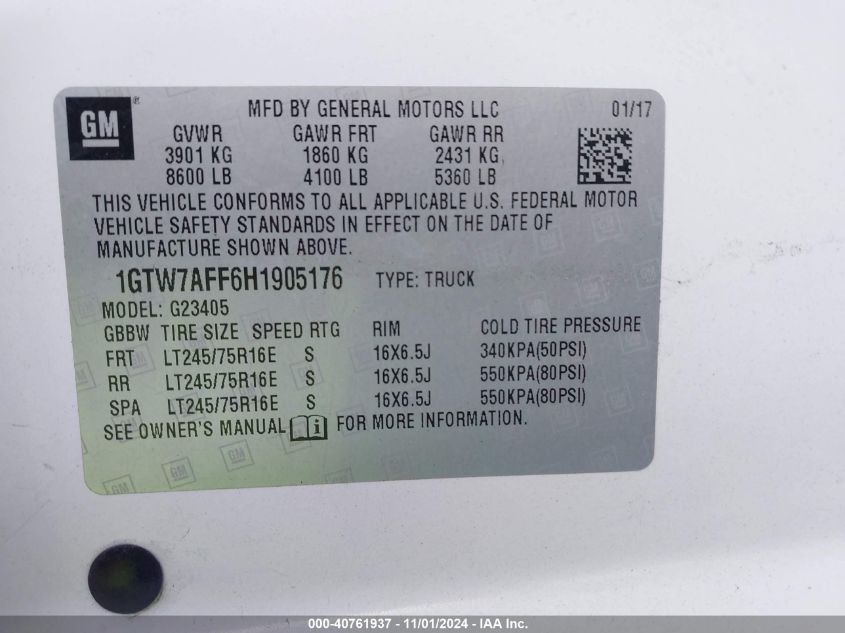 GM ® MFD BY GENERAL MOTORS LLC 01/17
GVWR GAWR FRT GAWR RR
3901 KG 1860 KG 2431 KG
8600 LB 4100 LB 5360 LB
THIS VEHICLE CONFORMS TO ALL APPLICABLE U.S. FEDERAL MOTOR
VEHICLE SAFETY STANDARDS IN EFFECT ON THE DATE OF
MANUFACTURE SHOWN ABOVE.
1GTW7AFF6H1905176 TYPE: TRUCK
MODEL: G23405
GBBW TIRE SIZE SPEED RTG RIM COLD TIRE PRESSURE
FRT LT245/75R16E S 16X6.5J 340KPA(50PSI)
RR LT245/75R16E S 16X6.5J 550KPA(80PSI)
SPA LT245/75R16E S 16X6.5J 550KPA(80PSI)
SEE OWNER'S MANUAL i FOR MORE INFORMATION.
000-40761937 - 11/01/2024 - IAA Inc.